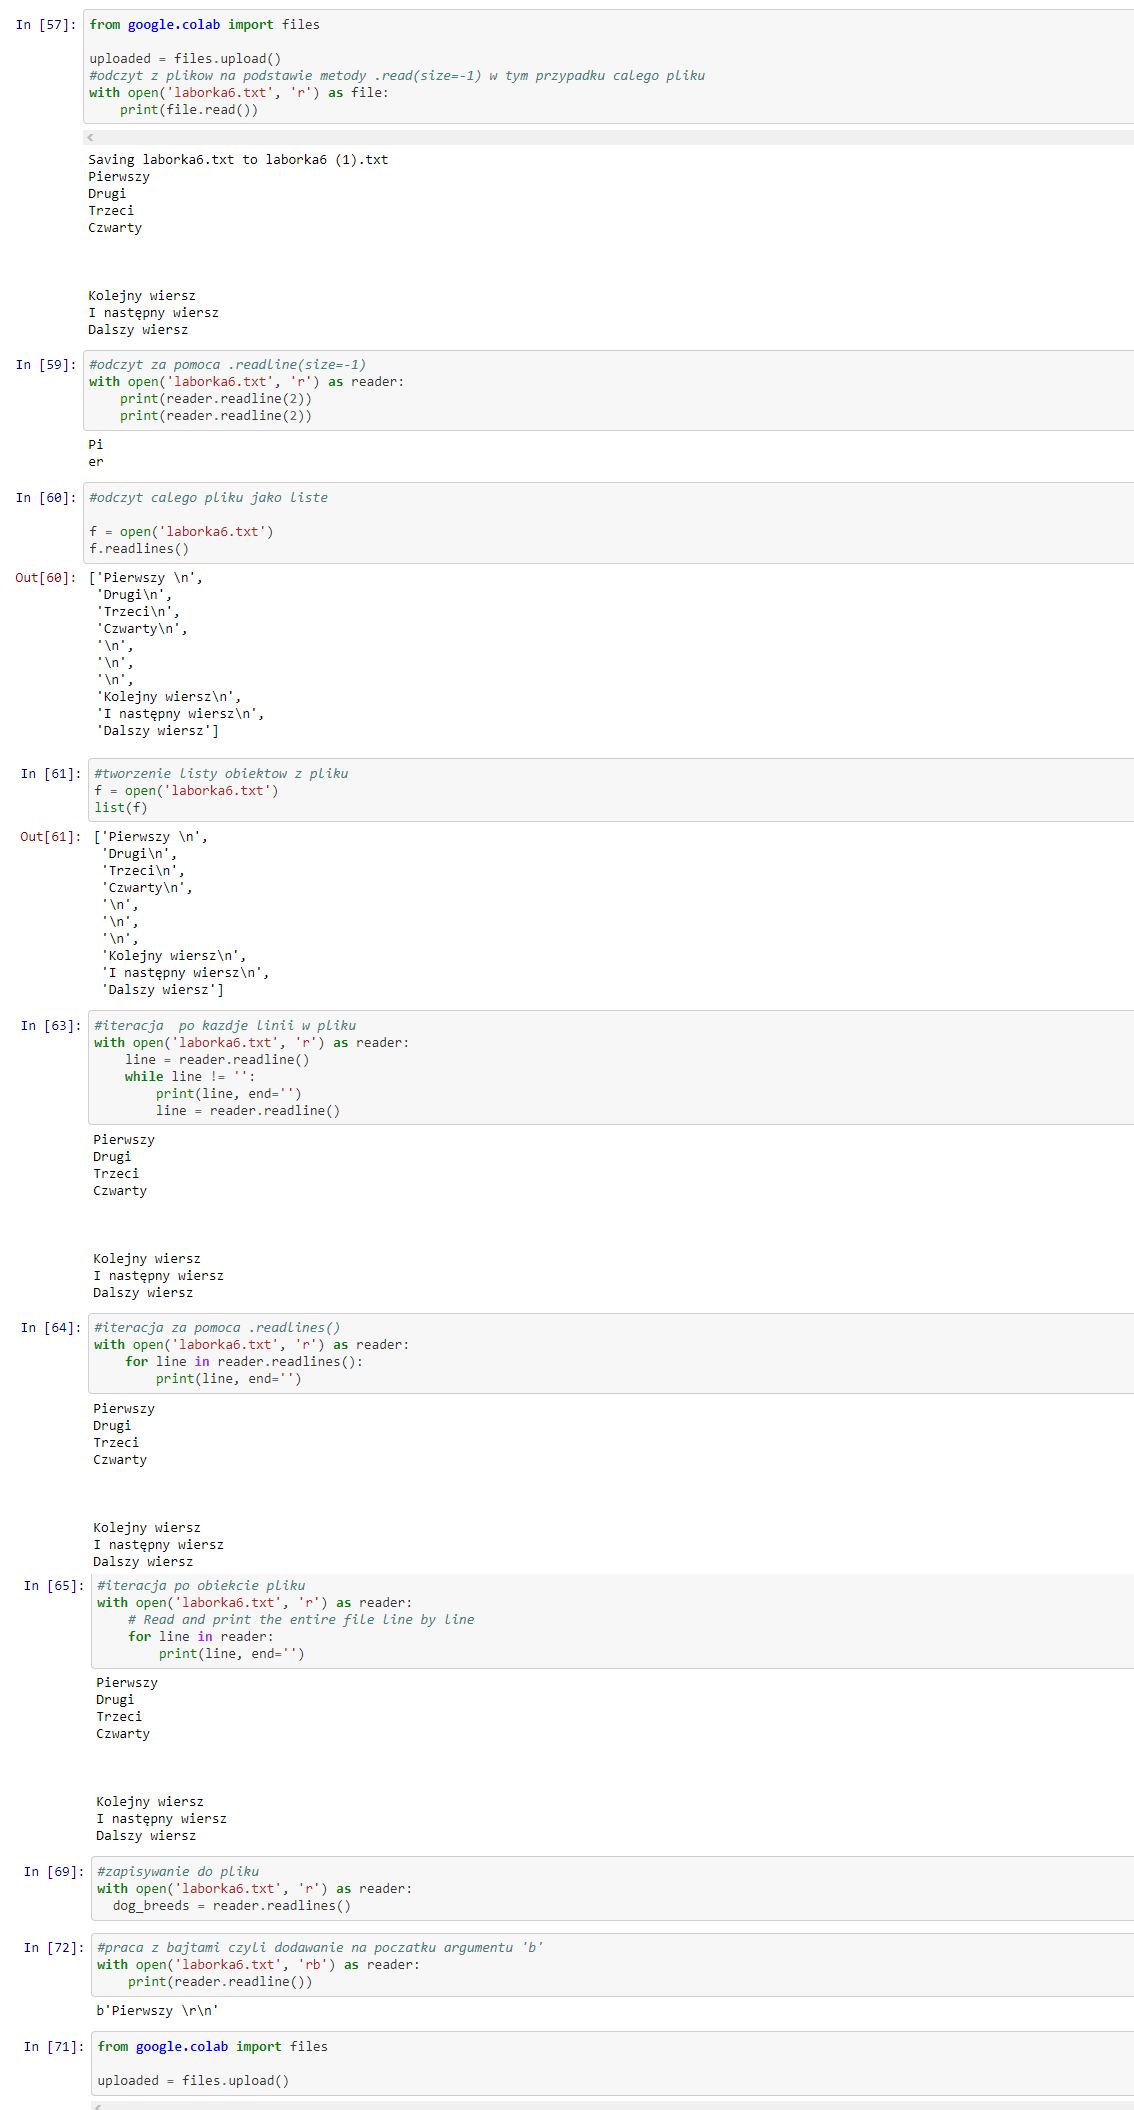 In [57]: from google.colab import files
uploaded = files.upload()
#odczyt z plikow na podstawie metody .read(size=-1) w tym przypadku calego pliku
with open('laborka6.txt', 'r') as file:
    print(file.read())
Saving laborka6.txt to laborka6 (1).txt
Pierwszy
Drugi
Trzeci
Czwarty
Kolejny wiersz
I następny wiersz
Dalszy wiersz
In [59]: #odczyt za pomoca .readline(size=-1)
with open('laborka6.txt', 'r') as reader:
    print(reader.readline(2))
    print(reader.readline(2))
Pi
er
In [60]: #odczyt calego pliku jako liste
f = open('laborka6.txt')
f.readlines()
Out[60]: ['Pierwszy \n',
 'Drugi\n',
 'Trzeci\n',
 'Czwarty\n',
 '\n',
 '\n',
 '\n',
 'Kolejny wiersz\n',
 'I następny wiersz\n',
 'Dalszy wiersz']
In [61]: #tworzenie listy obiektow z pliku
f = open('laborka6.txt')
list(f)
Out[61]: ['Pierwszy \n',
 'Drugi\n',
 'Trzeci\n',
 'Czwarty\n',
 '\n',
 '\n',
 '\n',
 'Kolejny wiersz\n',
 'I następny wiersz\n',
 'Dalszy wiersz']
In [63]: #iteracja  po kazdje linii w pliku
with open('laborka6.txt', 'r') as reader:
    line = reader.readline()
    while line != '':
        print(line, end='')
        line = reader.readline()
Pierwszy
Drugi
Trzeci
Czwarty
Kolejny wiersz
I następny wiersz
Dalszy wiersz
In [64]: #iteracja za pomoca .readlines()
with open('laborka6.txt', 'r') as reader:
    for line in reader.readlines():
        print(line, end='')
Pierwszy
Drugi
Trzeci
Czwarty
Kolejny wiersz
I następny wiersz
Dalszy wiersz
In [65]: #iteracja po obiekcie pliku
with open('laborka6.txt', 'r') as reader:
    # Read and print the entire file line by line
    for line in reader:
        print(line, end='')
Pierwszy
Drugi
Trzeci
Czwarty
Kolejny wiersz
I następny wiersz
Dalszy wiersz
In [69]: #zapisywanie do pliku
with open('laborka6.txt', 'r') as reader:
  dog_breeds = reader.readlines()
In [72]: #praca z bajtami czyli dodawanie na poczatku argumentu 'b'
with open('laborka6.txt', 'rb') as reader:
    print(reader.readline())
b'Pierwszy \r\n'
In [71]: from google.colab import files
uploaded = files.upload()